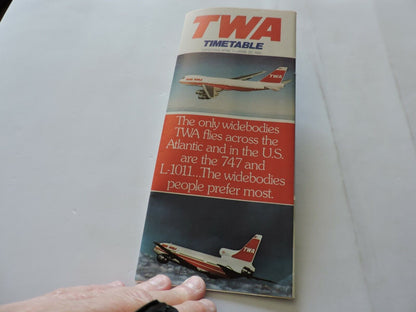 TWA
TIMETABLE
The only widebodies
TWA flies across the
Atlantic and in the U.S.
are the 747 and
L-1011...The widebodies
people prefer most.
TWA